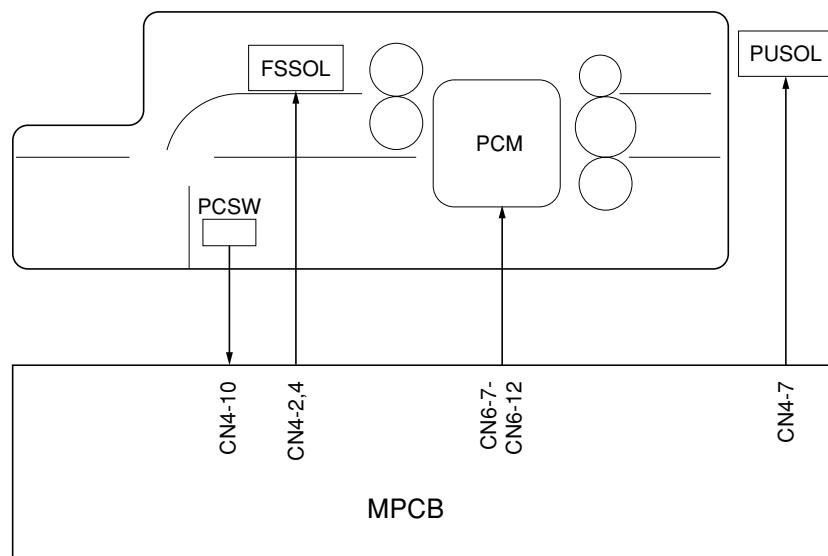 FSSOL
PUSOL
PCM
PCSW
CN4-10
CN4-2,4
CN6-7-
CN6-12
CN4-7
MPCB